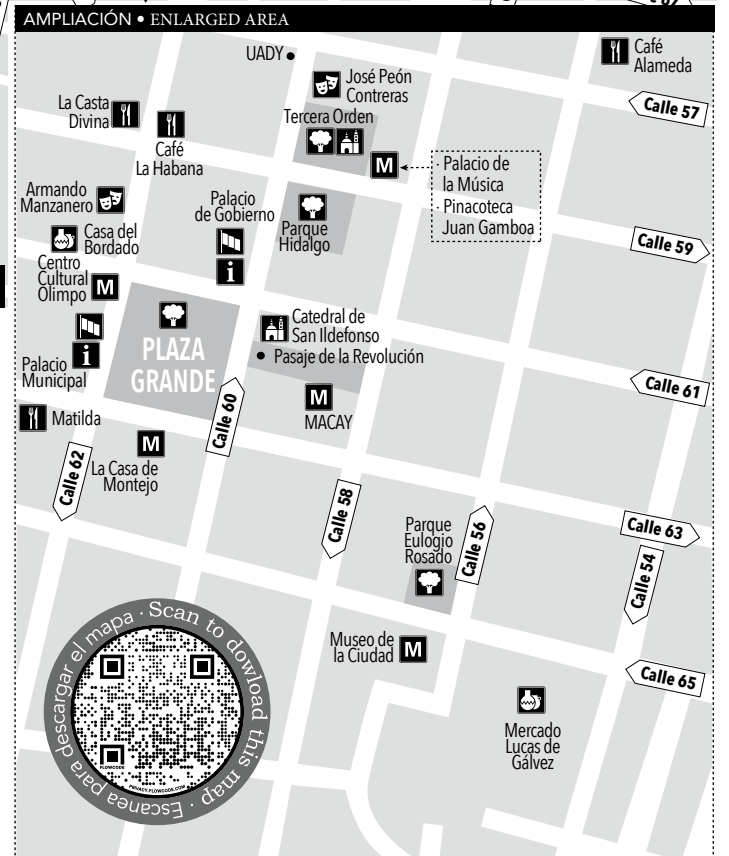 AMPLIACIÓN • ENLARGED AREA
UADY
Café
Alameda
José Peón
Contreras
La Casta
Divina
Calle 57
Tercera Orden
Café
La Habana
M
· Palacio de
la Música
· Pinacoteca
Juan Gamboa
Armando
Manzanero
Palacio
de Gobierno
Parque
Hidalgo
Casa del
Bordado
Calle 59
Centro
Cultural
Olimpo
M
i
Catedral de
San Ildefonso
Pasaje de la Revolución
PLAZA
GRANDE
i
Palacio
Municipal
Calle 61
M
MACAY
Calle 60
Matilda
M
La Casa de
Montejo
Calle 62
Calle 58
Calle 56
Parque
Eulogio
Rosado
Calle 63
Calle 54
Museo de
la Ciudad
M
Calle 65
Mercado
Lucas de
Gálvez
Escanea para descargar el mapa · Scan to dowload this map ·
FLOWCODE
PRIVACY.FLOWCODE.COM